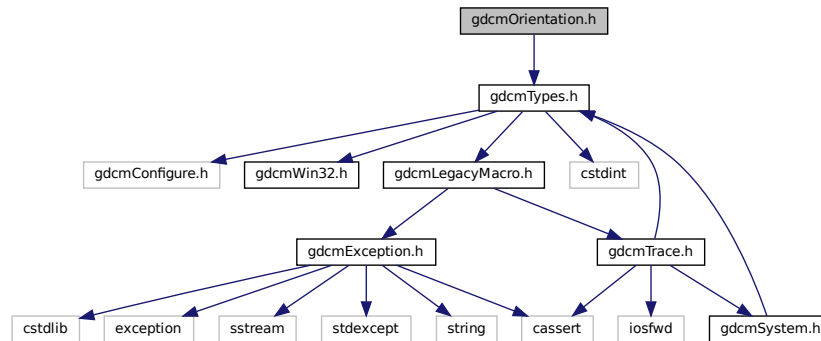 gdcmOrientation.h
gdcmTypes.h
gdcmConfigure.h
gdcmWin32.h
gdcmLegacyMacro.h
cstdint
gdcmException.h
gdcmTrace.h
cstdlib
exception
sstream
stdexcept
string
cassert
iosfwd
gdcmSystem.h